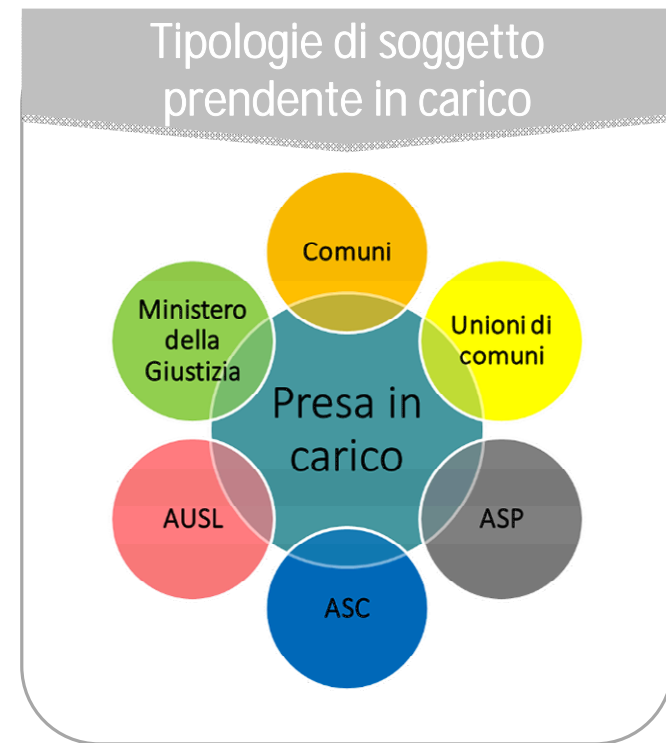 Tipologie di soggetto
prendente in carico
Comuni
Ministero
della
Giustizia
Unioni di
comuni
Presa in
carico
AUSL
ASP
ASC